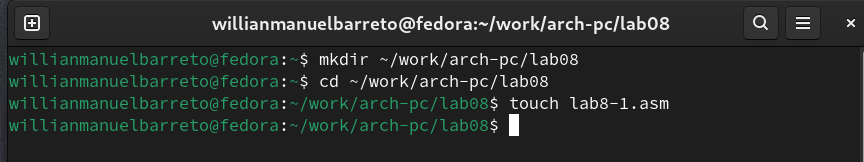 willianmanuelbarreto@fedora:~/work/arch-pc/lab08
willianmanuelbarreto@fedora:~$ mkdir ~/work/arch-pc/lab08
willianmanuelbarreto@fedora:~$ cd ~/work/arch-pc/lab08
willianmanuelbarreto@fedora:~/work/arch-pc/lab08$ touch lab8-1.asm
willianmanuelbarreto@fedora:~/work/arch-pc/lab08$